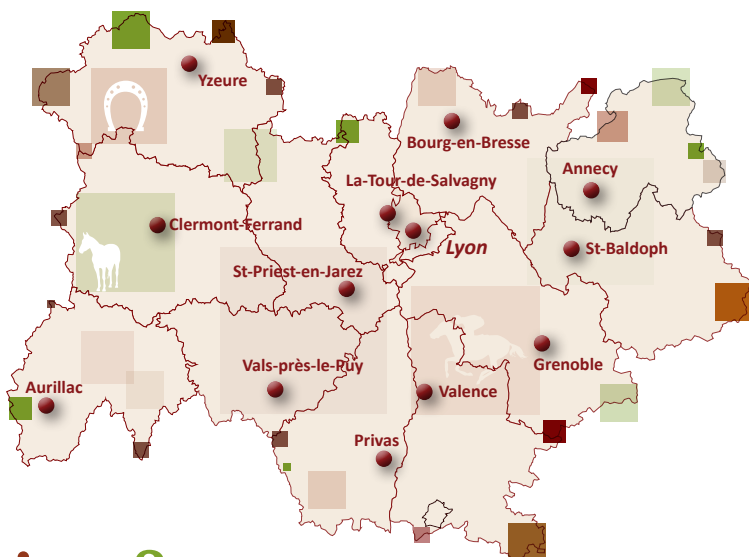 Yzeure
Bourg-en-Bresse
Annecy
La-Tour-de-Salvagny
Clermont-Ferrand
Lyon
St-Baldoph
St-Priest-en-Jarez
Vals-près-le-Puy
Grenoble
Aurillac
Valence
Privas